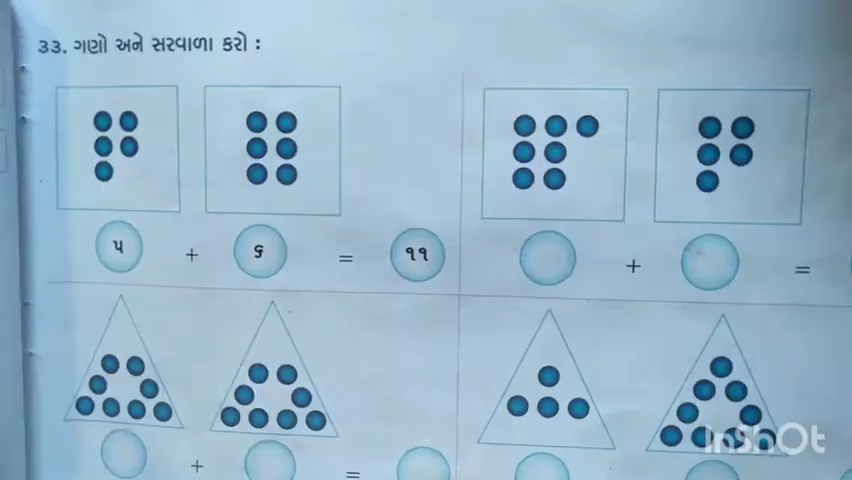 ૩૩. ગણો અને સરવાળા કરો :
૫ + ૬ = ૧૧
+ =
+ =
InShOt